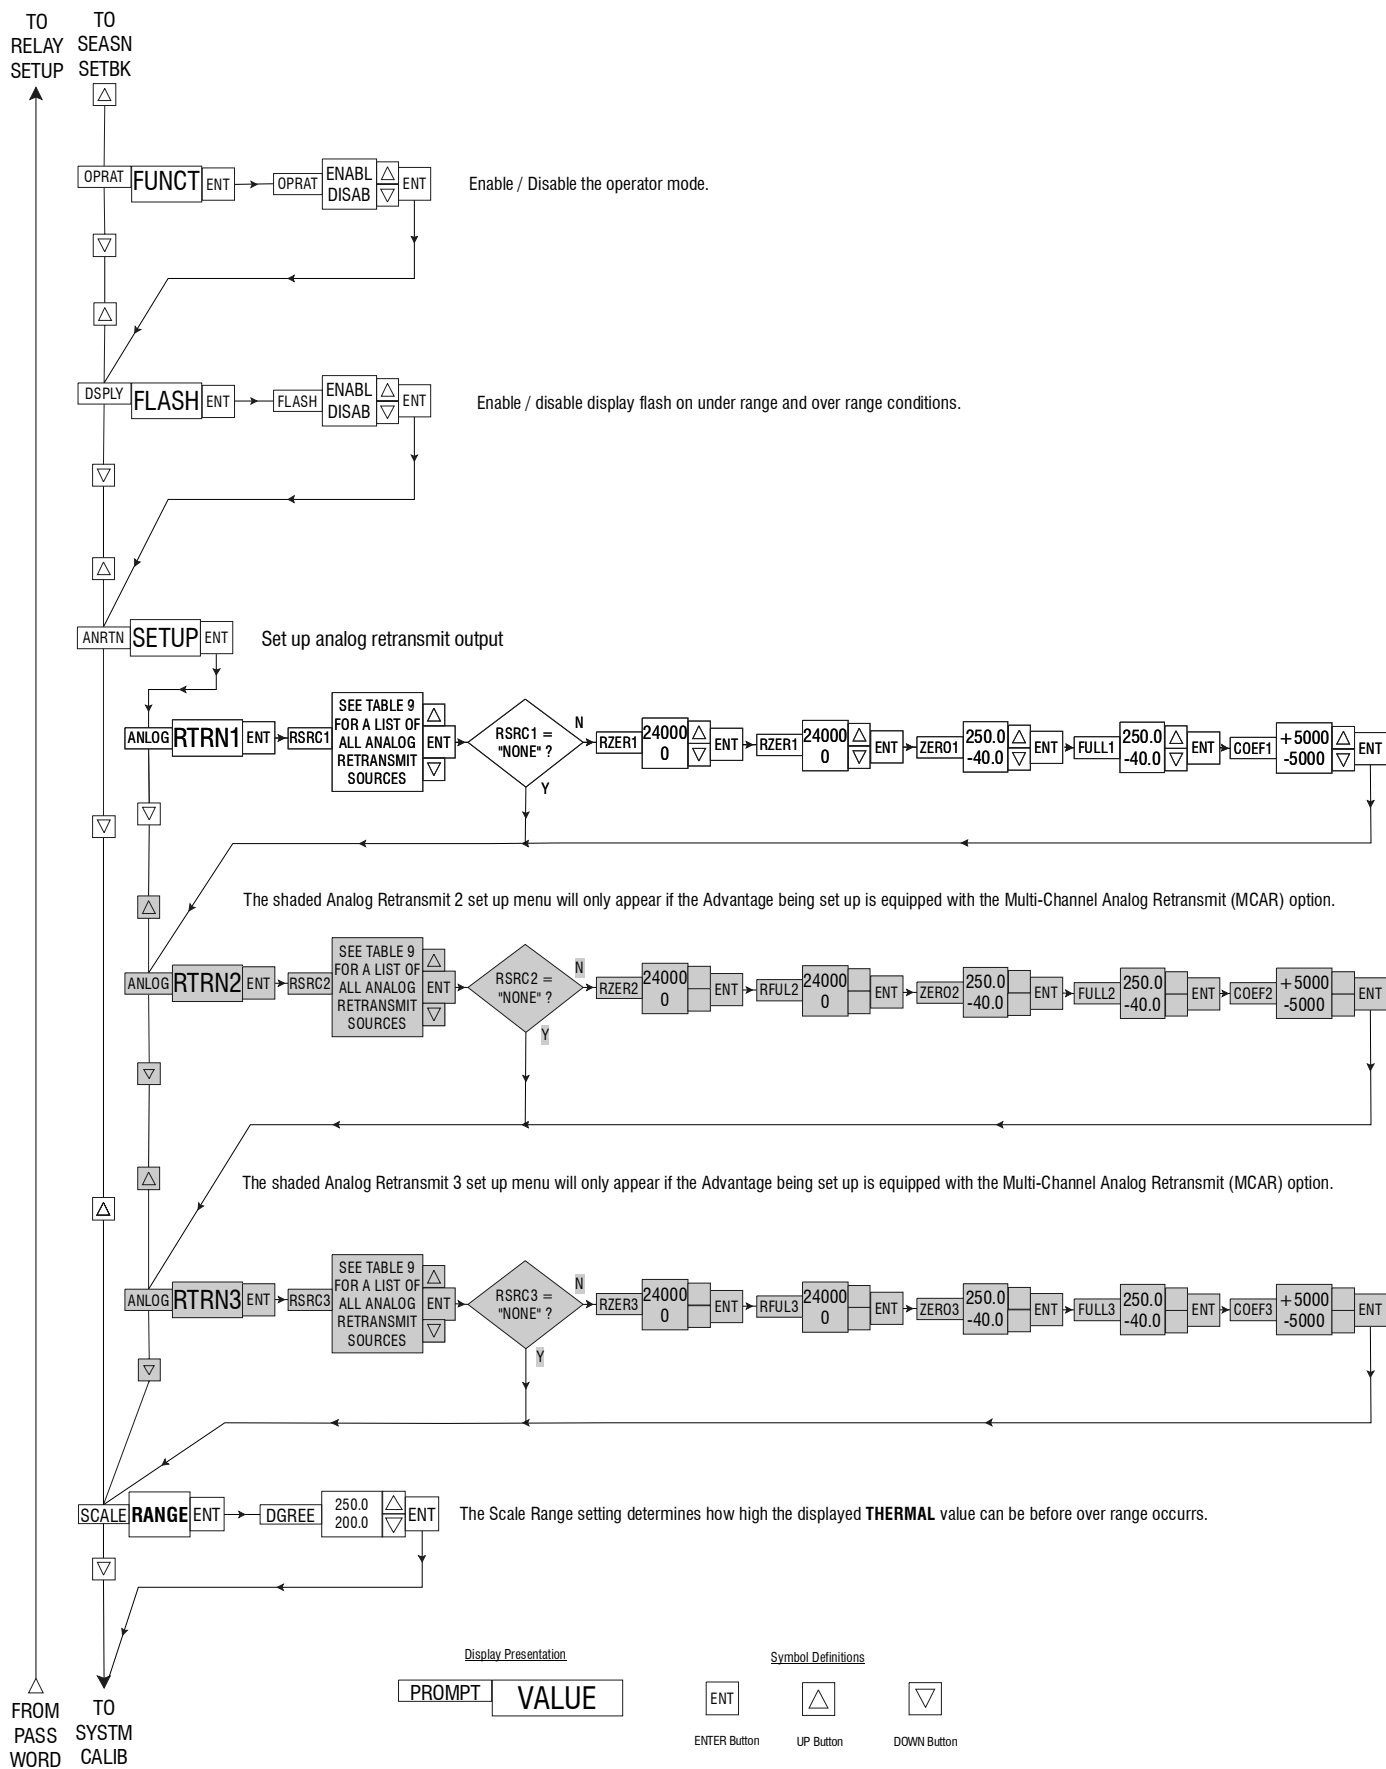 TO
RELAY
SETUP
TO
SEASN
SETBK
OPRAT FUNCT ENT OPRAT ENABL DISAB ENT Enable / Disable the operator mode.
DSPLY FLASH ENT FLASH ENABL DISAB ENT Enable / disable display flash on under range and over range conditions.
ANRTN SETUP ENT Set up analog retransmit output
ANLOG RTRN1 ENT RSRC1
SEE TABLE 9
FOR A LIST OF
ALL ANALOG
RETRANSMIT
SOURCES
ENT
RSRC1 =
"NONE" ?
N
Y
RZER1 24000 0 ENT RZER1 24000 0 ENT ZERO1 250.0 -40.0 ENT FULL1 250.0 -40.0 ENT COEF1 +5000 -5000 ENT
The shaded Analog Retransmit 2 set up menu will only appear if the Advantage being set up is equipped with the Multi-Channel Analog Retransmit (MCAR) option.
ANLOG RTRN2 ENT RSRC2
SEE TABLE 9
FOR A LIST OF
ALL ANALOG
RETRANSMIT
SOURCES
ENT
RSRC2 =
"NONE" ?
N
Y
RZER2 24000 0 ENT RFUL2 24000 0 ENT ZERO2 250.0 -40.0 ENT FULL2 250.0 -40.0 ENT COEF2 +5000 -5000 ENT
The shaded Analog Retransmit 3 set up menu will only appear if the Advantage being set up is equipped with the Multi-Channel Analog Retransmit (MCAR) option.
ANLOG RTRN3 ENT RSRC3
SEE TABLE 9
FOR A LIST OF
ALL ANALOG
RETRANSMIT
SOURCES
ENT
RSRC3 =
"NONE" ?
N
Y
RZER3 24000 0 ENT RFUL3 24000 0 ENT ZERO3 250.0 -40.0 ENT FULL3 250.0 -40.0 ENT COEF3 +5000 -5000 ENT
SCALE RANGE ENT DGREE 250.0 200.0 ENT The Scale Range setting determines how high the displayed THERMAL value can be before over range occurrs.
FROM
PASS
WORD
TO
SYSTM
CALIB
Display Presentation
PROMPT VALUE
Symbol Definitions
ENT
ENTER Button UP Button DOWN Button